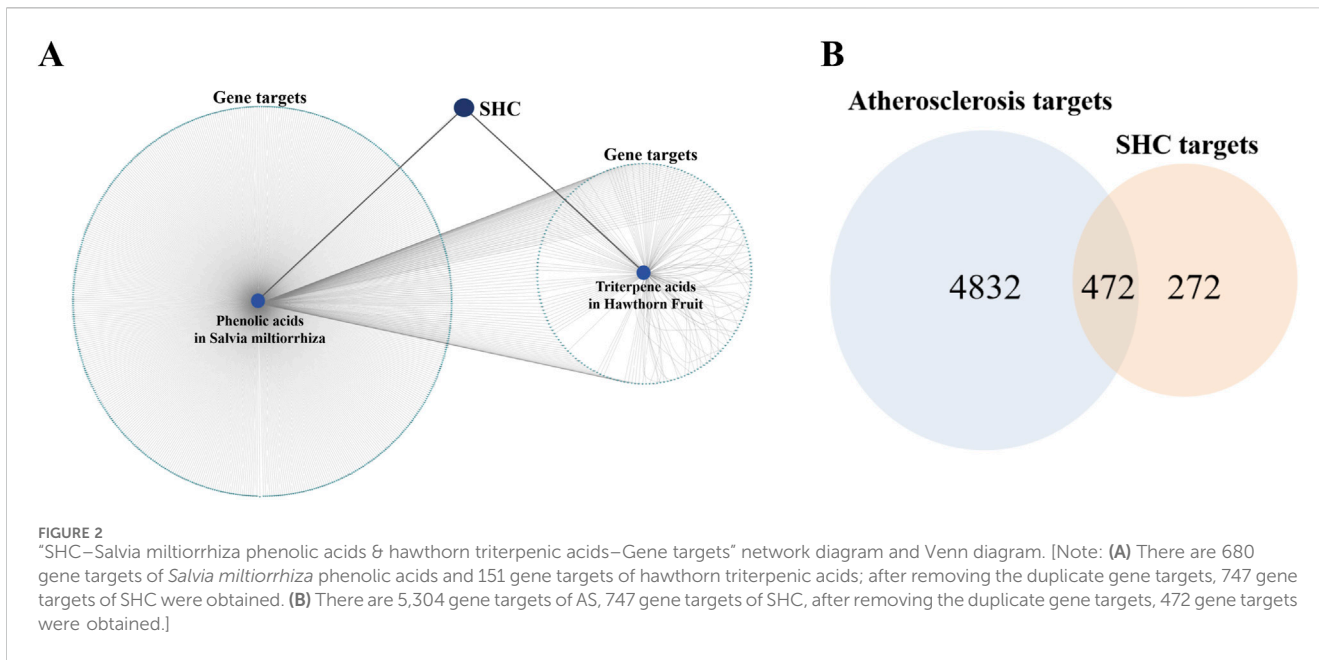 A
Gene targets
SHC
Gene targets
Phenolic acids
in Salvia miltiorrhiza
Triterpene acids
in Hawthorn Fruit
B
Atherosclerosis targets
SHC targets
4832
472
272
FIGURE 2
“SHC–Salvia miltiorrhiza phenolic acids & hawthorn triterpenic acids–Gene targets” network diagram and Venn diagram. [Note: (A) There are 680
gene targets of Salvia miltiorrhiza phenolic acids and 151 gene targets of hawthorn triterpenic acids; after removing the duplicate gene targets, 747 gene
targets of SHC were obtained. (B) There are 5,304 gene targets of AS, 747 gene targets of SHC, after removing the duplicate gene targets, 472 gene targets
were obtained.]